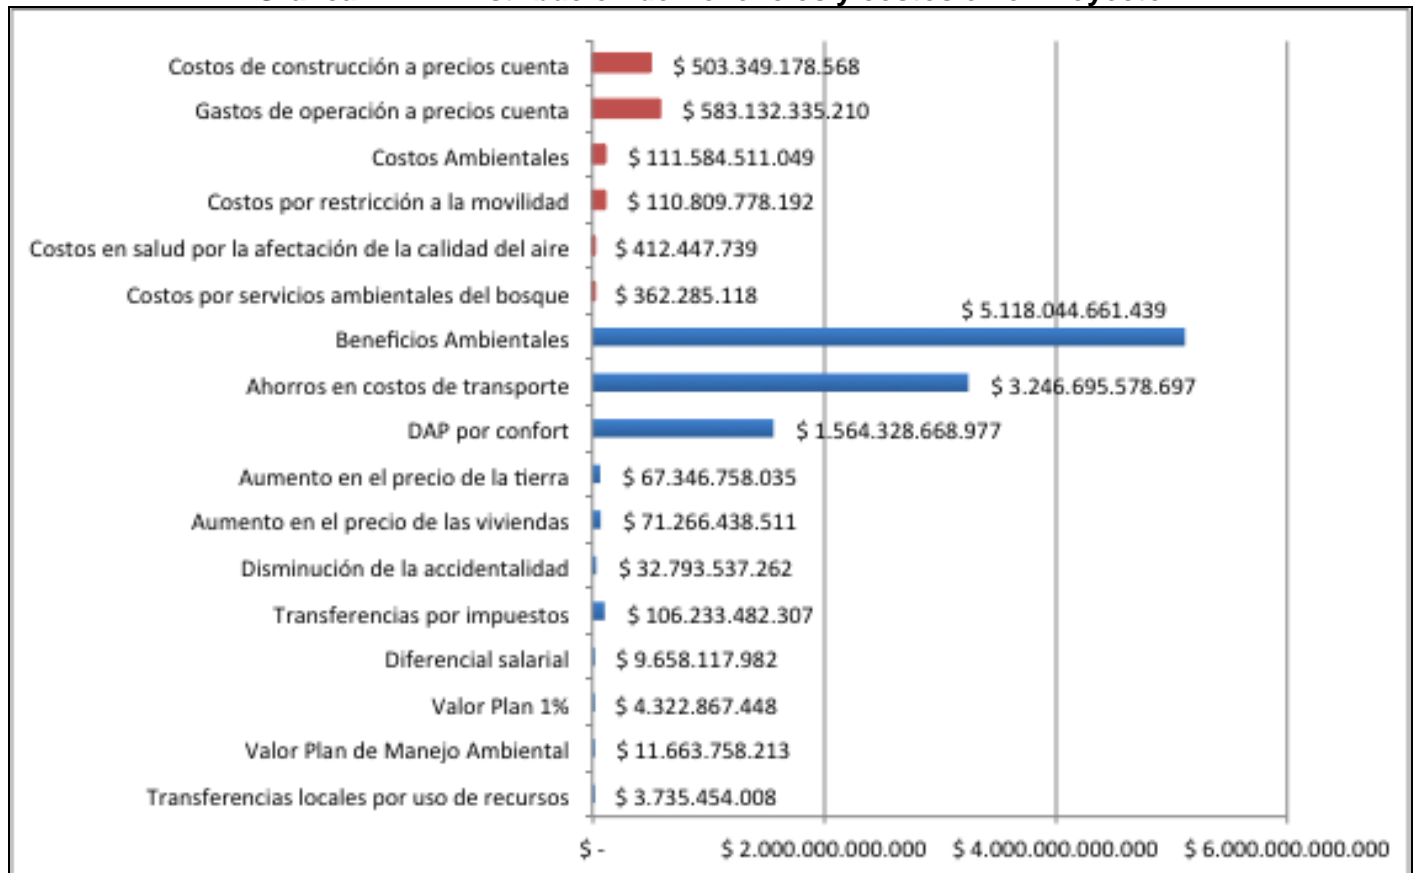 Costos de construcción a precios cuenta $ 503.349.178.568
Gastos de operación a precios cuenta $ 583.132.335.210
Costos Ambientales $ 111.584.511.049
Costos por restricción a la movilidad $ 110.809.778.192
Costos en salud por la afectación de la calidad del aire $ 412.447.739
Costos por servicios ambientales del bosque $ 362.285.118
$ 5.118.044.661.439
Beneficios Ambientales
Ahorros en costos de transporte $ 3.246.695.578.697
DAP por confort $ 1.564.328.668.977
Aumento en el precio de la tierra $ 67.346.758.035
Aumento en el precio de las viviendas $ 71.266.438.511
Disminución de la accidentalidad $ 32.793.537.262
Transferencias por impuestos $ 106.233.482.307
Diferencial salarial $ 9.658.117.982
Valor Plan 1% $ 4.322.867.448
Valor Plan de Manejo Ambiental $ 11.663.758.213
Transferencias locales por uso de recursos $ 3.735.454.008
$ - $ 2.000.000.000.000 $ 4.000.000.000.000 $ 6.000.000.000.000